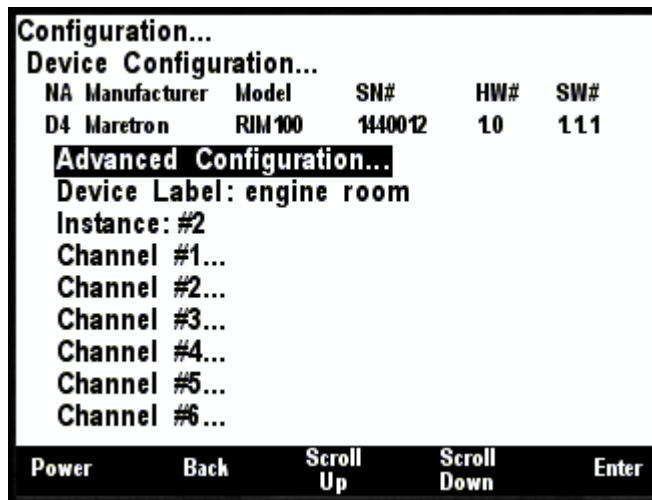 Configuration...
Device Configuration...
NA Manufacturer Model SN# HW# SW#
D4 Maretron RIM100 1440012 1.0 1.1.1
Advanced Configuration...
Device Label: engine room
Instance: #2
Channel #1...
Channel #2...
Channel #3...
Channel #4...
Channel #5...
Channel #6...
Power Back Scroll Up Scroll Down Enter